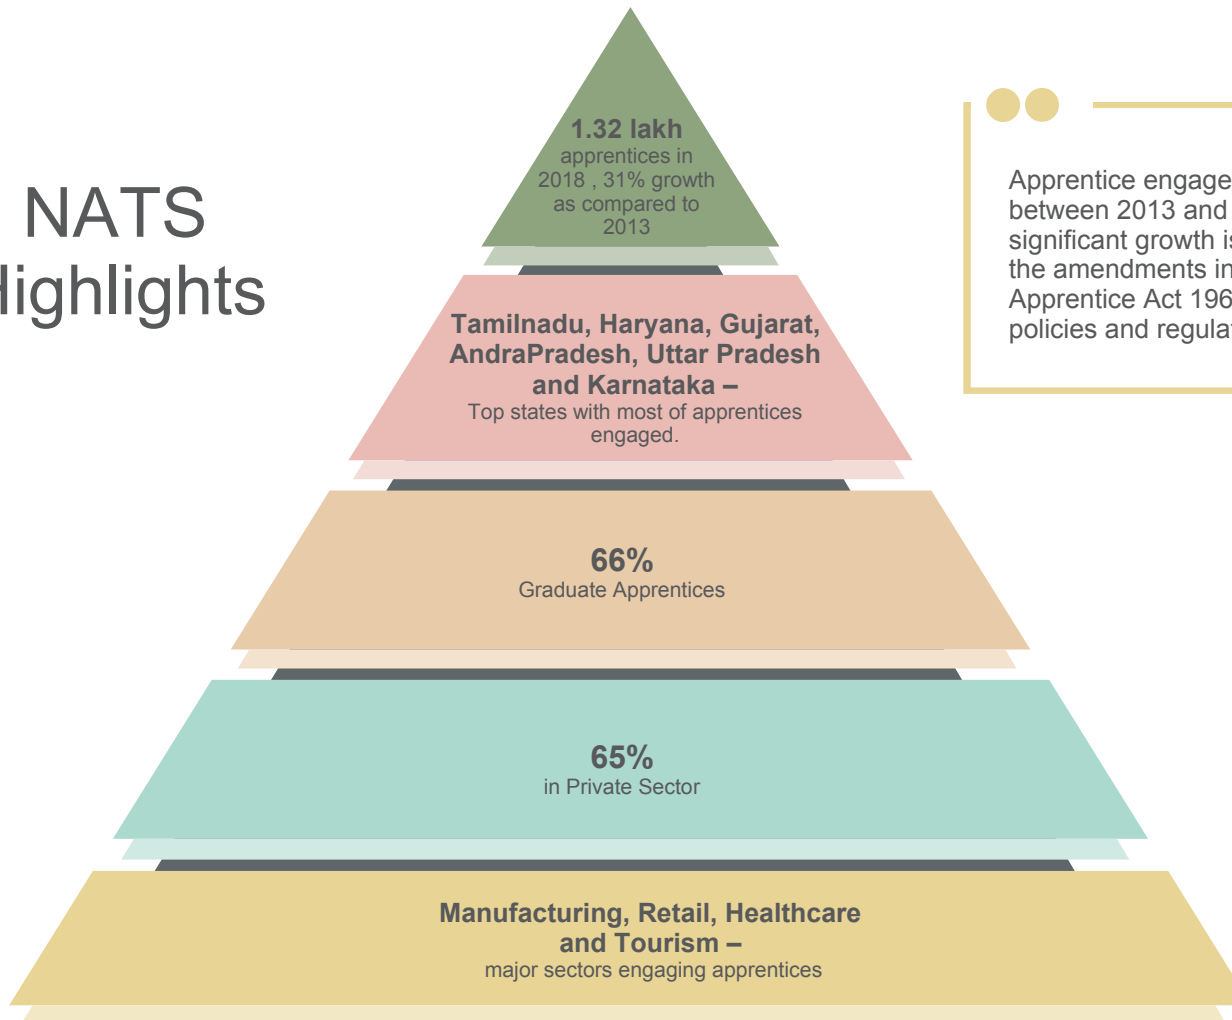 NATS
Highlights
1.32 lakh
apprentices in
2018 , 31% growth
as compared to
2013
Apprentice engage
between 2013 and
significant growth is
the amendments in
Apprentice Act 196
policies and regula
Tamilnadu, Haryana, Gujarat,
AndraPradesh, Uttar Pradesh
and Karnataka –
Top states with most of apprentices
engaged.
66%
Graduate Apprentices
65%
in Private Sector
Manufacturing, Retail, Healthcare
and Tourism –
major sectors engaging apprentices